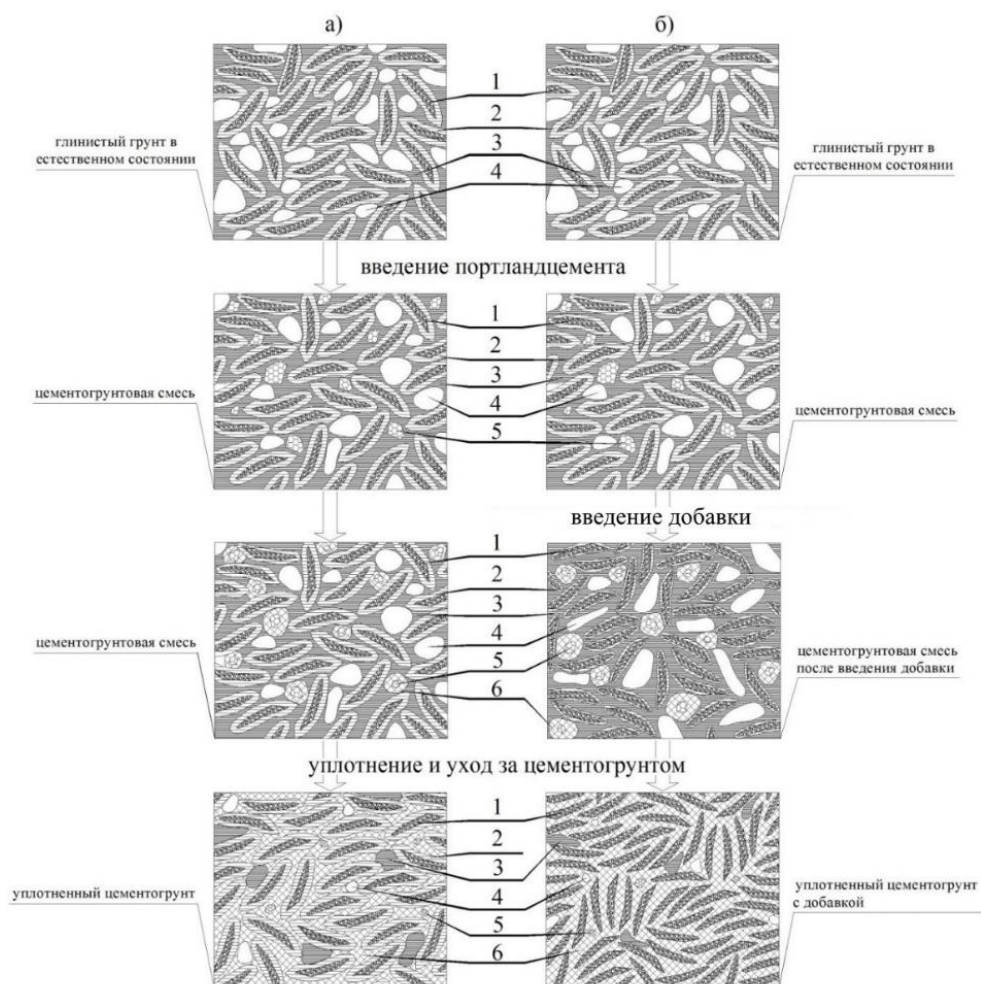 а)
б)
1
2
3
4
глинистый грунт в
естественном состоянии
глинистый грунт в
естественном состоянии
введение портландцемента
1
2
3
4
5
цементогрунтовая смесь
цементогрунтовая смесь
введение добавки
1
2
3
4
5
6
цементогрунтовая смесь
цементогрунтовая смесь
после введения добавки
уплотнение и уход за цементогрунтом
1
2
3
4
5
6
уплотненный цементогрунт
уплотненный цементогрунт
с добавкой